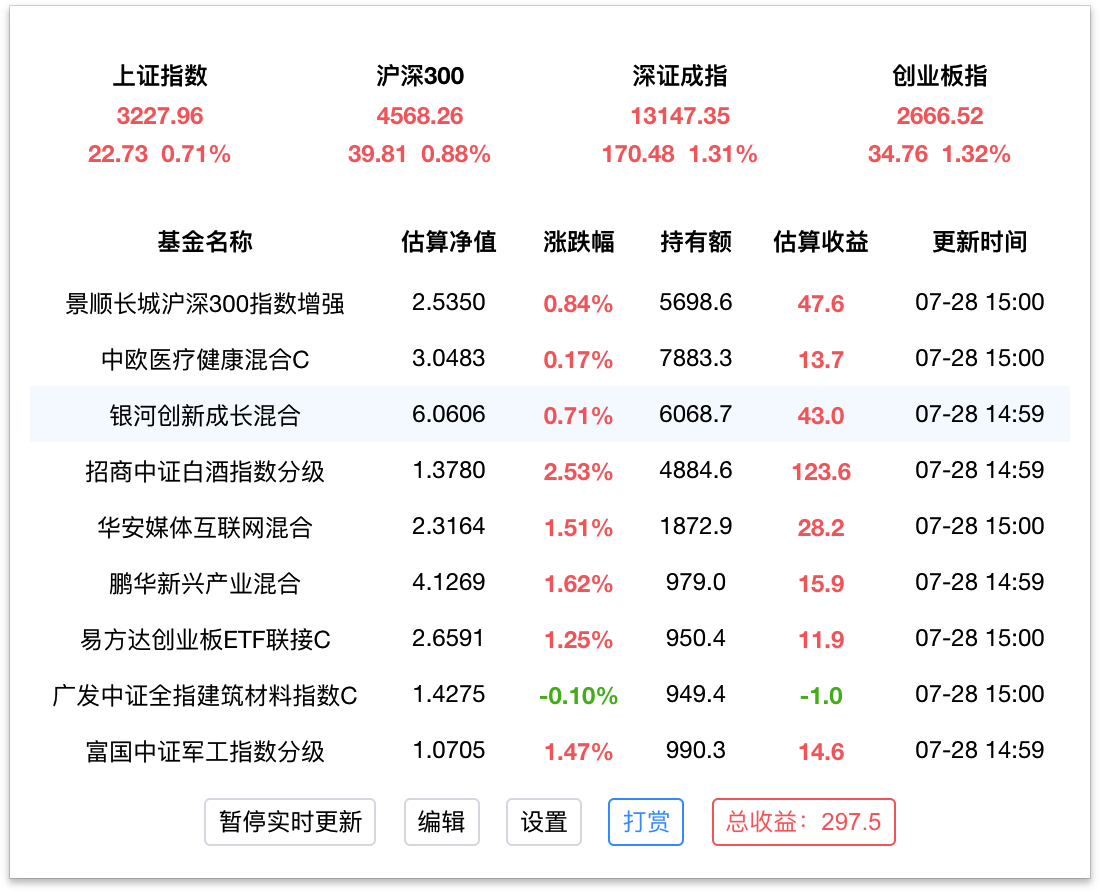 上证指数 沪深300 深证成指 创业板指
3227.96 4568.26 13147.35 2666.52
22.73 0.71% 39.81 0.88% 170.48 1.31% 34.76 1.32%
基金名称 估算净值 涨跌幅 持有额 估算收益 更新时间
景顺长城沪深300指数增强 2.5350 0.84% 5698.6 47.6 07-28 15:00
中欧医疗健康混合C 3.0483 0.17% 7883.3 13.7 07-28 15:00
银河创新成长混合 6.0606 0.71% 6068.7 43.0 07-28 14:59
招商中证白酒指数分级 1.3780 2.53% 4884.6 123.6 07-28 14:59
华安媒体互联网混合 2.3164 1.51% 1872.9 28.2 07-28 15:00
鹏华新兴产业混合 4.1269 1.62% 979.0 15.9 07-28 14:59
易方达创业板ETF联接C 2.6591 1.25% 950.4 11.9 07-28 15:00
广发中证全指建筑材料指数C 1.4275 -0.10% 949.4 -1.0 07-28 15:00
富国中证军工指数分级 1.0705 1.47% 990.3 14.6 07-28 14:59
暂停实时更新 编辑 设置 打赏 总收益：297.5